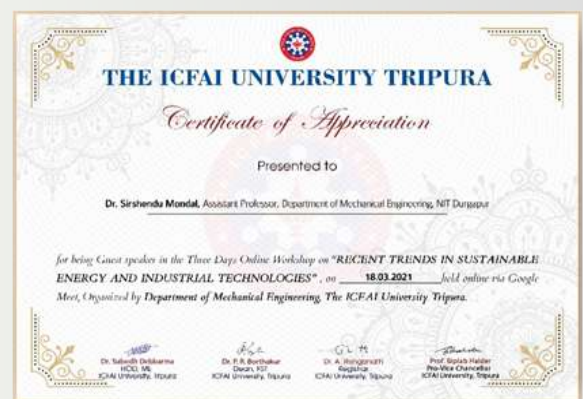 THE ICFAI UNIVERSITY TRIPURA
Certificate of Appreciation
Presented to
Dr. Sirshendu Mondal, Assistant Professor, Department of Mechanical Engineering, NIT Durgapur
for being Guest speaker in the Three Days Online Workshop on "RECENT TRENDS IN SUSTAINABLE
ENERGY AND INDUSTRIAL TECHNOLOGIES", on 18.03.2021 held online via Google
Meet, Organized by Department of Mechanical Engineering, The ICFAI University Tripura.
Dr. Subodh Debbarma
HOD, ME
ICFAI University, Tripura
Dr. P. R. Borthakur
Dean, FST
ICFAI University, Tripura
Dr. A. Ranganath
Registrar
ICFAI University, Tripura
Prof. Biplab Halder
Pro-Vice Chancellor
ICFAI University, Tripura